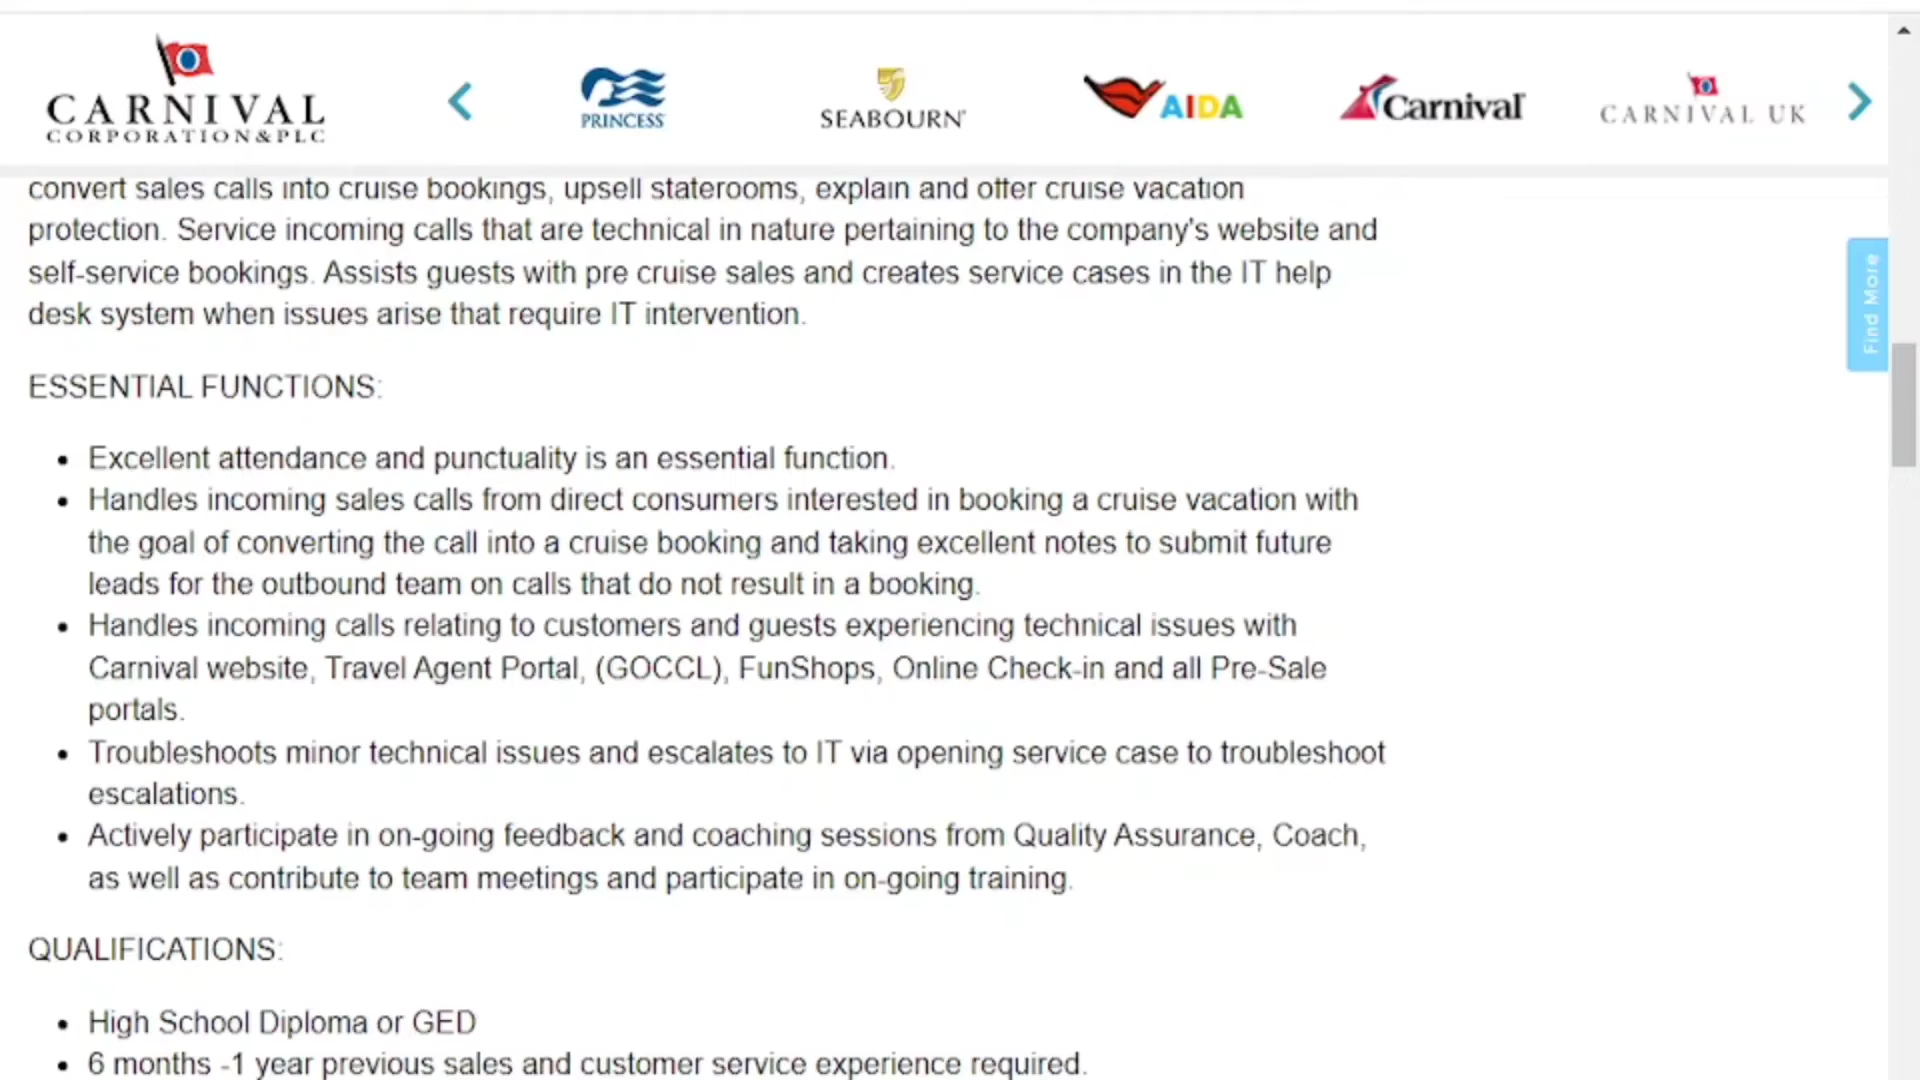 CARNIVAL
CORPORATION&PLC
PRINCESS
SEABOURN®
AIDA
Carnival
CARNIVAL UK
convert sales calls into cruise bookings, upsell staterooms, explain and offer cruise vacation
protection. Service incoming calls that are technical in nature pertaining to the company's website and
self-service bookings. Assists guests with pre cruise sales and creates service cases in the IT help
desk system when issues arise that require IT intervention.
Find More
ESSENTIAL FUNCTIONS:
• Excellent attendance and punctuality is an essential function.
• Handles incoming sales calls from direct consumers interested in booking a cruise vacation with
the goal of converting the call into a cruise booking and taking excellent notes to submit future
leads for the outbound team on calls that do not result in a booking.
• Handles incoming calls relating to customers and guests experiencing technical issues with
Carnival website, Travel Agent Portal, (GOCCL), FunShops, Online Check-in and all Pre-Sale
portals.
• Troubleshoots minor technical issues and escalates to IT via opening service case to troubleshoot
escalations.
• Actively participate in on-going feedback and coaching sessions from Quality Assurance, Coach,
as well as contribute to team meetings and participate in on-going training.
QUALIFICATIONS:
• High School Diploma or GED
• 6 months -1 year previous sales and customer service experience required.